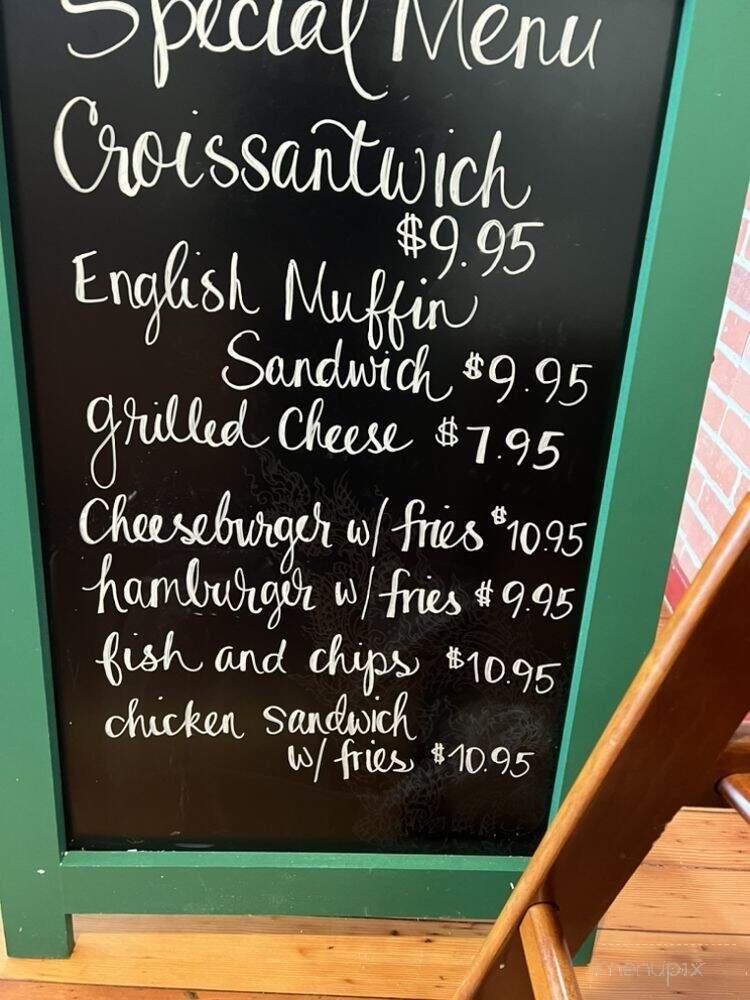 Special Menu
Croissantwich
$9.95
English Muffin
Sandwich $9.95
grilled Cheese $7.95
Cheeseburger w/ fries $10.95
hamburger w/ fries $9.95
fish and chips $10.95
chicken sandwich
w/ fries $10.95
menupix